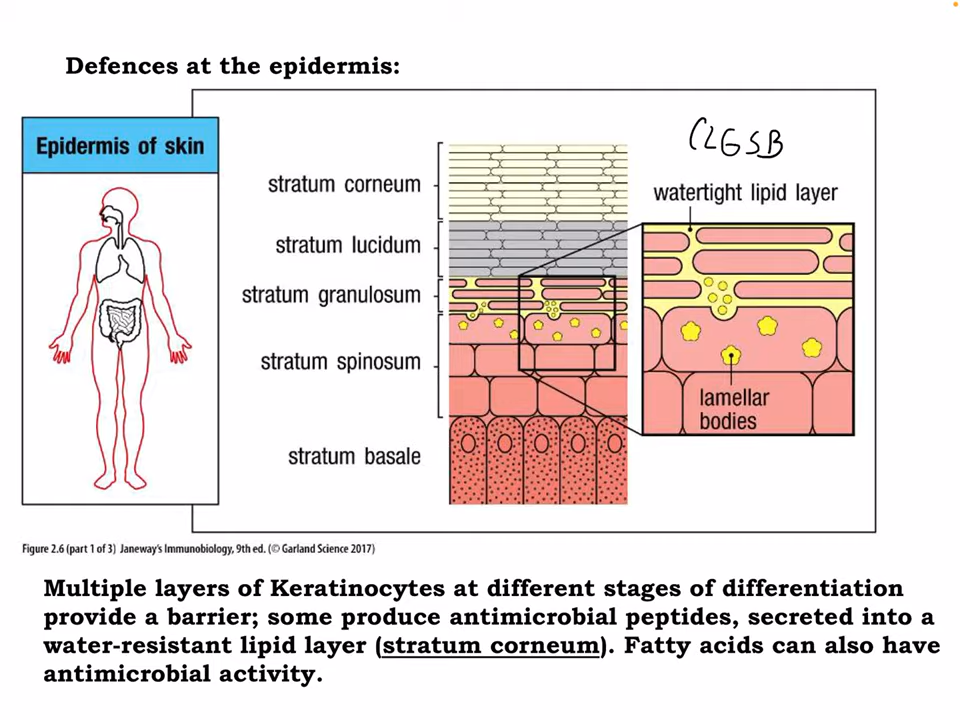 Defences at the epidermis:
Epidermis of skin
CLGSB
stratum corneum
watertight lipid layer
stratum lucidum
stratum granulosum
stratum spinosum
lamellar
bodies
stratum basale
Figure 2.6 (part 1 of 3) Janeway's Immunobiology, 9th ed. (© Garland Science 2017)
Multiple layers of Keratinocytes at different stages of differentiation
provide a barrier; some produce antimicrobial peptides, secreted into a
water-resistant lipid layer (stratum corneum). Fatty acids can also have
antimicrobial activity.